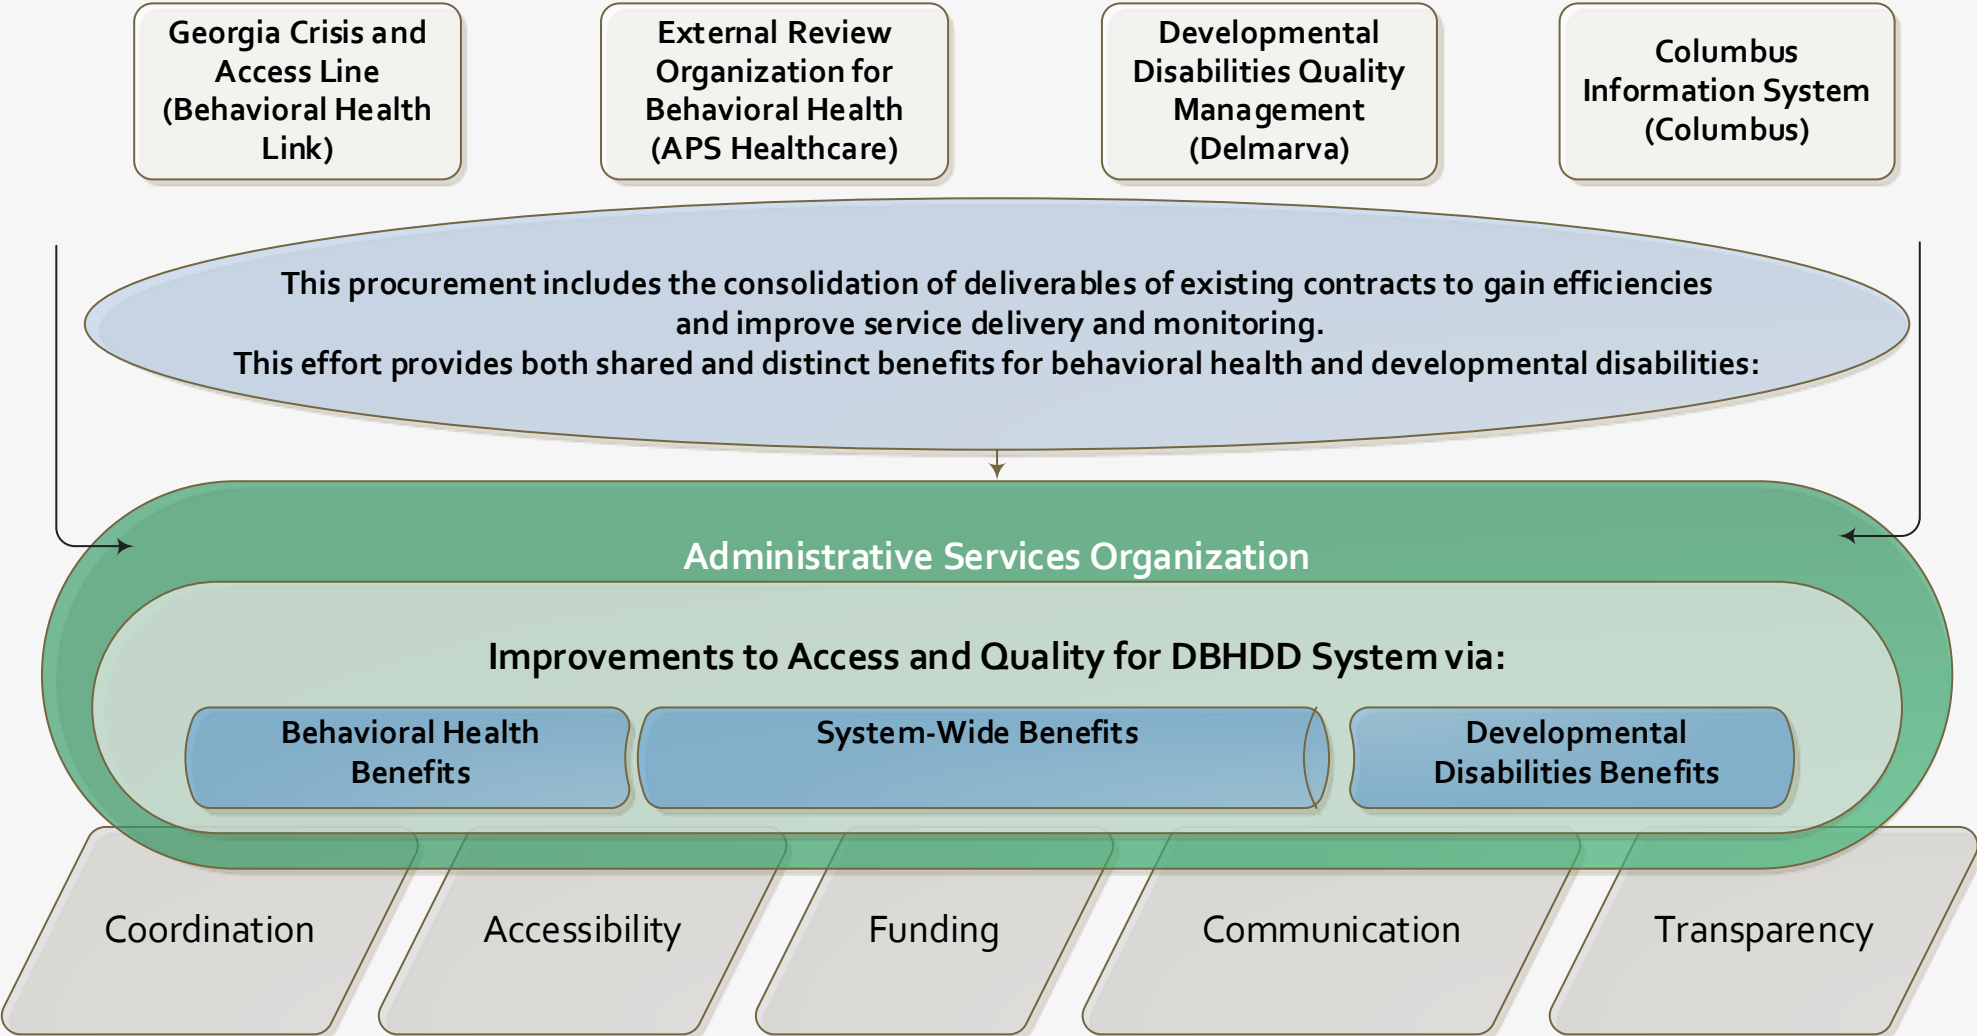 Georgia Crisis and
Access Line
(Behavioral Health
Link)
External Review
Organization for
Behavioral Health
(APS Healthcare)
Developmental
Disabilities Quality
Management
(Delmarva)
Columbus
Information System
(Columbus)
This procurement includes the consolidation of deliverables of existing contracts to gain efficiencies
and improve service delivery and monitoring.
This effort provides both shared and distinct benefits for behavioral health and developmental disabilities:
Administrative Services Organization
Improvements to Access and Quality for DBHDD System via:
Behavioral Health
Benefits
System-Wide Benefits
Developmental
Disabilities Benefits
Coordination
Accessibility
Funding
Communication
Transparency